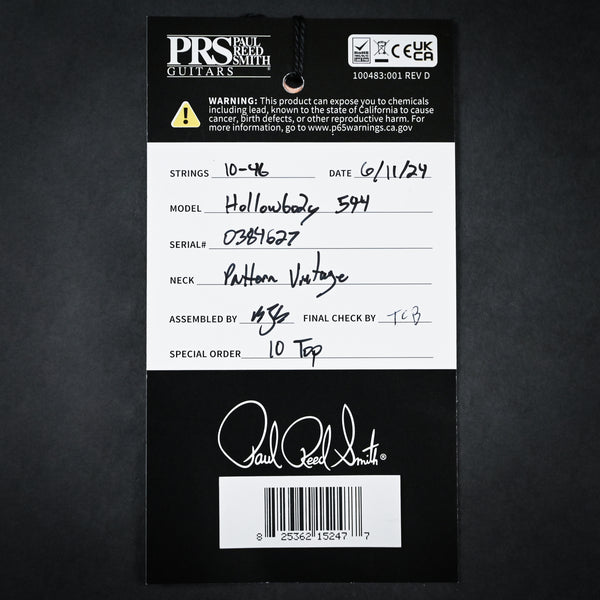 PRS PAUL REED SMITH
GUITARS
CE UK CA
100483:001 REV D
WARNING: This product can expose you to chemicals
including lead, known to the state of California to cause
cancer, birth defects, or other reproductive harm. For
more information, go to www.p65warnings.ca.gov
STRINGS 10-46 DATE 6/11/24
MODEL Hollowbody 594
SERIAL# 0384627
NECK Pattern Vintage
ASSEMBLED BY FINAL CHECK BY TCB
SPECIAL ORDER 10 Top
Paul Reed Smith®
8 25362 15247 7